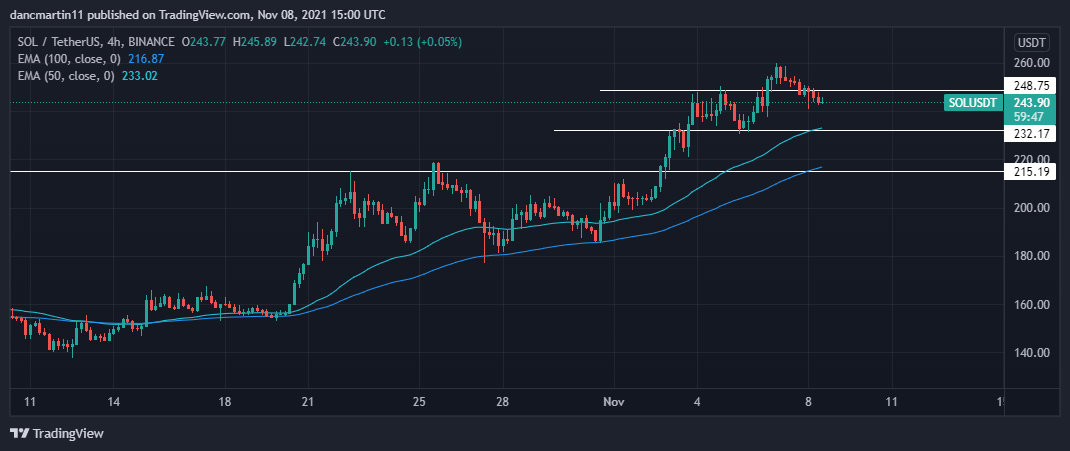 dancmartin11 published on TradingView.com, Nov 08, 2021 15:00 UTC
SOL / TetherUS, 4h, BINANCE O243.77 H245.89 L242.74 C243.90 +0.13 (+0.05%)
EMA (100, close, 0) 216.87
EMA (50, close, 0) 233.02
USDT
260.00
248.75
SOLUSDT 243.90
59:47
232.17
220.00
215.19
200.00
180.00
160.00
140.00
11 14 18 21 25 28 Nov 4 8 11
TradingView